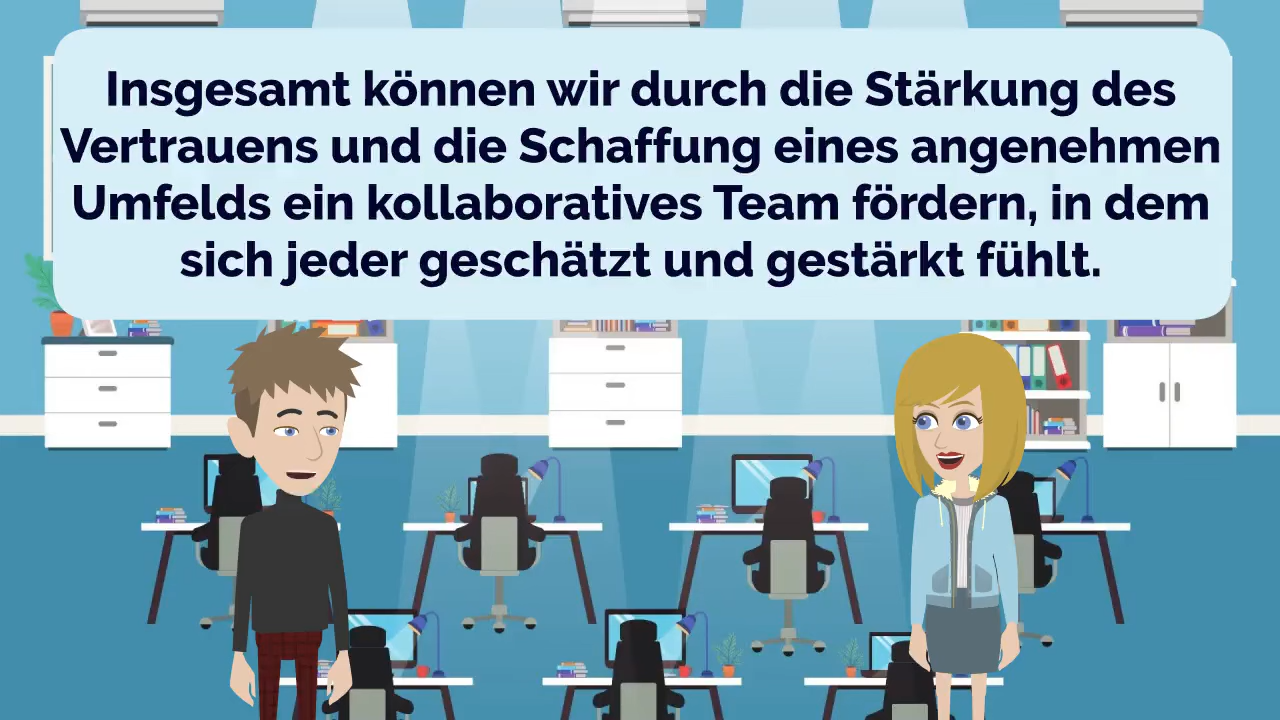 Insgesamt können wir durch die Stärkung des
Vertrauens und die Schaffung eines angenehmen
Umfelds ein kollaboratives Team fördern, in dem
sich jeder geschätzt und gestärkt fühlt.